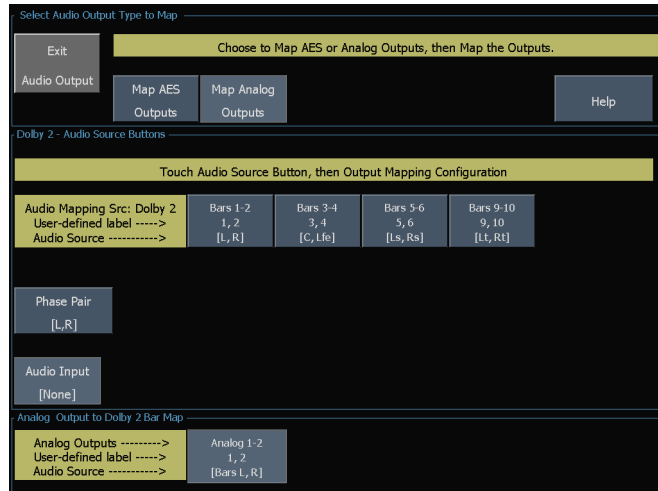 Select Audio Output Type to Map
Exit
Audio Output
Choose to Map AES or Analog Outputs, then Map the Outputs.
Map AES
Outputs
Map Analog
Outputs
Help
Dolby 2 - Audio Source Buttons
Touch Audio Source Button, then Output Mapping Configuration
Audio Mapping Src: Dolby 2
User-defined label ----->
Audio Source ----------->
Bars 1-2
1, 2
[L, R]
Bars 3-4
3, 4
[C, Lfe]
Bars 5-6
5, 6
[Ls, Rs]
Bars 9-10
9, 10
[Lt, Rt]
Phase Pair
[L,R]
Audio Input
[None]
Analog Output to Dolby 2 Bar Map
Analog Outputs --------->
User-defined label ----->
Audio Source ----------->
Analog 1-2
1, 2
[Bars L, R]